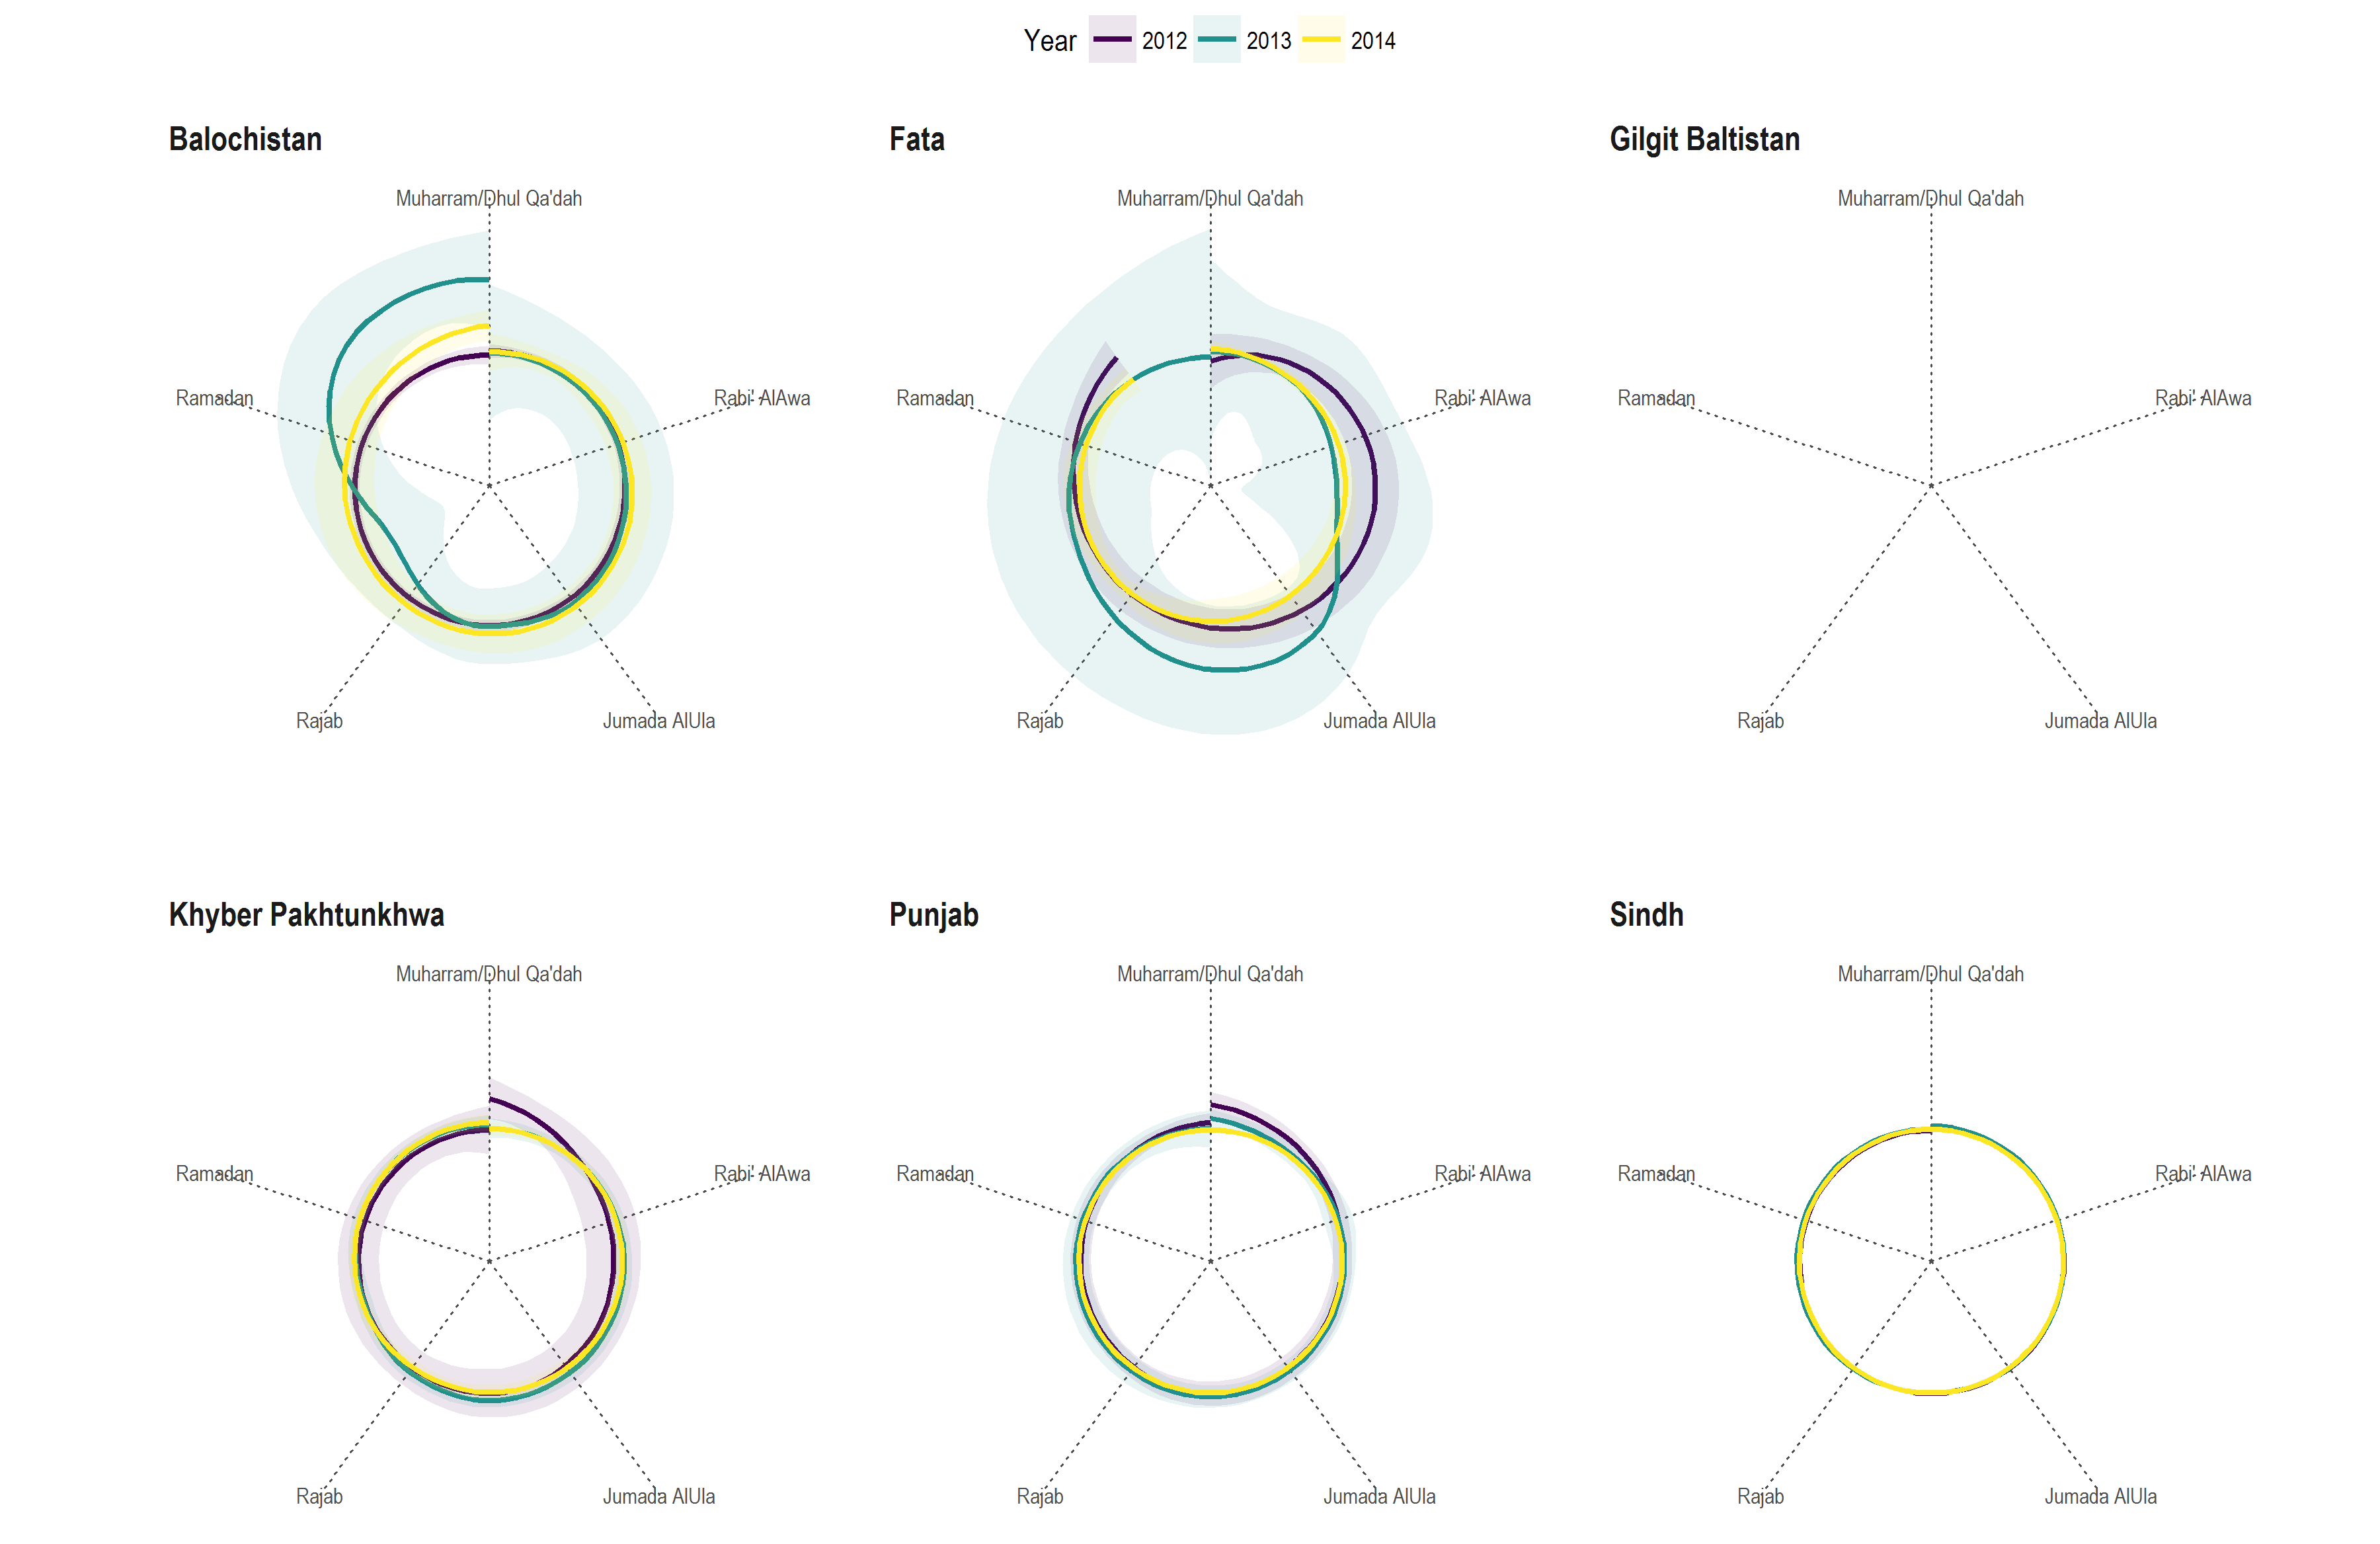 Year 2012 2013 2014
Balochistan
Muharram/Dhul Qa'dah
Ramadan
Rabi' AlAwa
Rajab
Jumada AlUla
Fata
Muharram/Dhul Qa'dah
Ramadan
Rabi' AlAwa
Rajab
Jumada AlUla
Gilgit Baltistan
Muharram/Dhul Qa'dah
Ramadan
Rabi' AlAwa
Rajab
Jumada AlUla
Khyber Pakhtunkhwa
Muharram/Dhul Qa'dah
Ramadan
Rabi' AlAwa
Rajab
Jumada AlUla
Punjab
Muharram/Dhul Qa'dah
Ramadan
Rabi' AlAwa
Rajab
Jumada AlUla
Sindh
Muharram/Dhul Qa'dah
Ramadan
Rabi' AlAwa
Rajab
Jumada AlUla